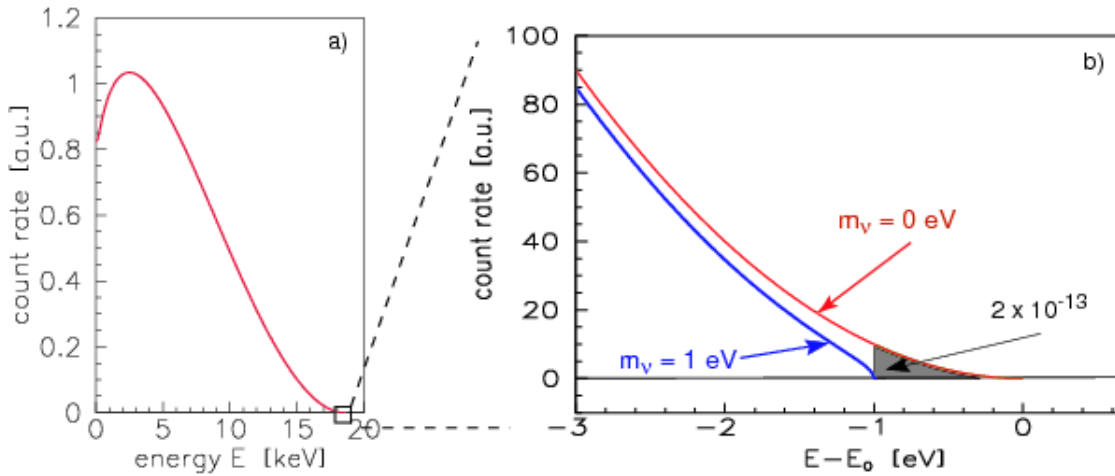 a)
1.2
1
0.8
0.6
0.4
0.2
0
count rate [a.u.]
0 5 10 15 20
energy E [keV]
b)
100
80
60
40
20
0
count rate [a.u.]
mν = 0 eV
2 x 10⁻¹³
mν = 1 eV
−3 −2 −1 0
E−E₀ [eV]